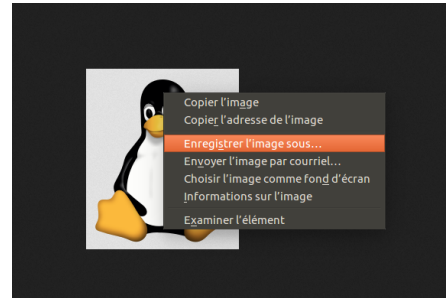 Copier l'image
Copier l'adresse de l'image
Enregistrer l'image sous...
Envoyer l'image par courriel...
Choisir l'image comme fond d'écran
Informations sur l'image
Examiner l'élément